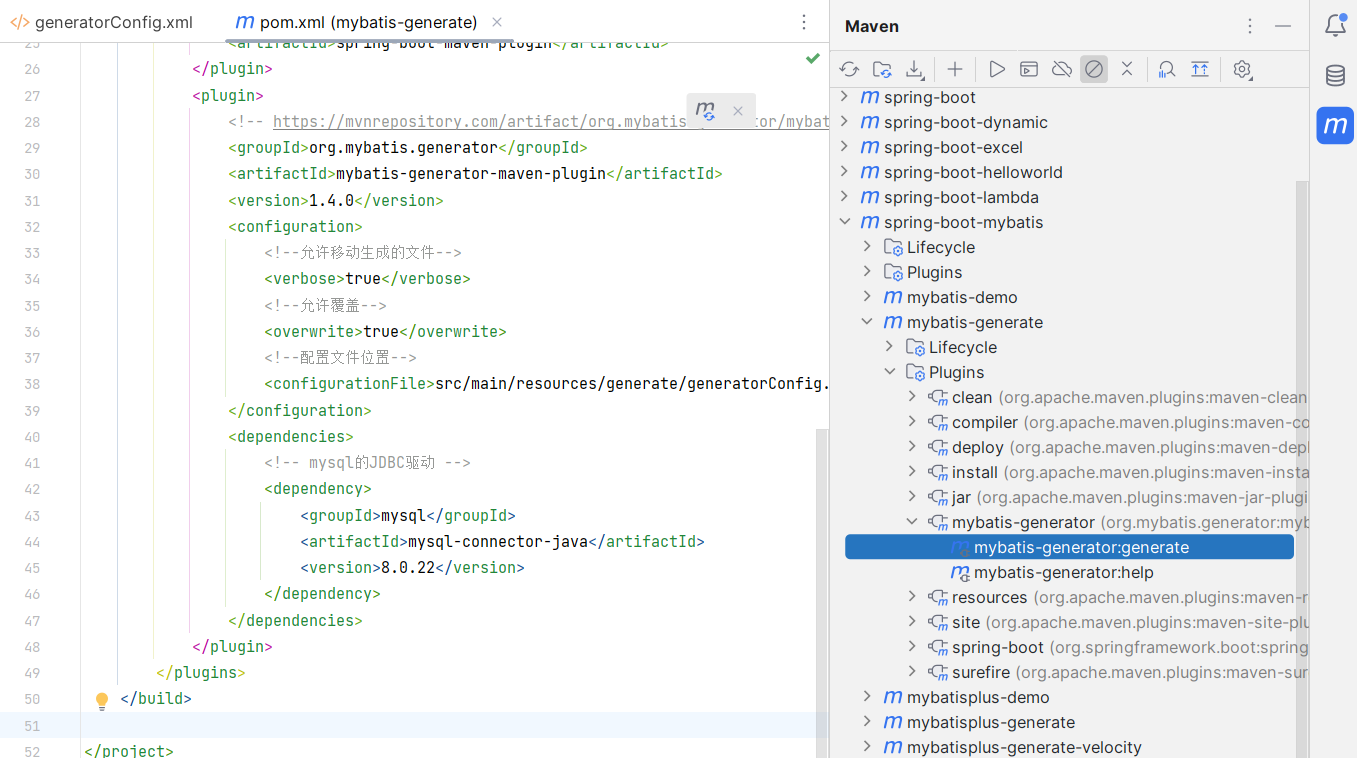 generatorConfig.xml
pom.xml (mybatis-generate)
25 <artifactId>spring-boot-maven-plugin</artifactId>
26 </plugin>
27 <plugin>
28 <!-- https://mvnrepository.com/artifact/org.mybatis
29 <groupId>org.mybatis.generator</groupId>
30 <artifactId>mybatis-generator-maven-plugin</artifactId>
31 <version>1.4.0</version>
32 <configuration>
33 <!--允许移动生成的文件-->
34 <verbose>true</verbose>
35 <!--允许覆盖-->
36 <overwrite>true</overwrite>
37 <!--配置文件位置-->
38 <configurationFile>src/main/resources/generate/generatorConfig.
39 </configuration>
40 <dependencies>
41 <!-- mysql的JDBC驱动 -->
42 <dependency>
43 <groupId>mysql</groupId>
44 <artifactId>mysql-connector-java</artifactId>
45 <version>8.0.22</version>
46 </dependency>
47 </dependencies>
48 </plugin>
49 </plugins>
50 </build>
51
52 </project>
Maven
spring-boot
spring-boot-dynamic
spring-boot-excel
spring-boot-helloworld
spring-boot-lambda
spring-boot-mybatis
Lifecycle
Plugins
mybatis-demo
mybatis-generate
Lifecycle
Plugins
clean (org.apache.maven.plugins:maven-clean
compiler (org.apache.maven.plugins:maven-co
deploy (org.apache.maven.plugins:maven-depl
install (org.apache.maven.plugins:maven-insta
jar (org.apache.maven.plugins:maven-jar-plugi
mybatis-generator (org.mybatis.generator:myb
mybatis-generator:generate
mybatis-generator:help
resources (org.apache.maven.plugins:maven-r
site (org.apache.maven.plugins:maven-site-plu
spring-boot (org.springframework.boot:spring
surefire (org.apache.maven.plugins:maven-sur
mybatisplus-demo
mybatisplus-generate
mybatisplus-generate-velocity